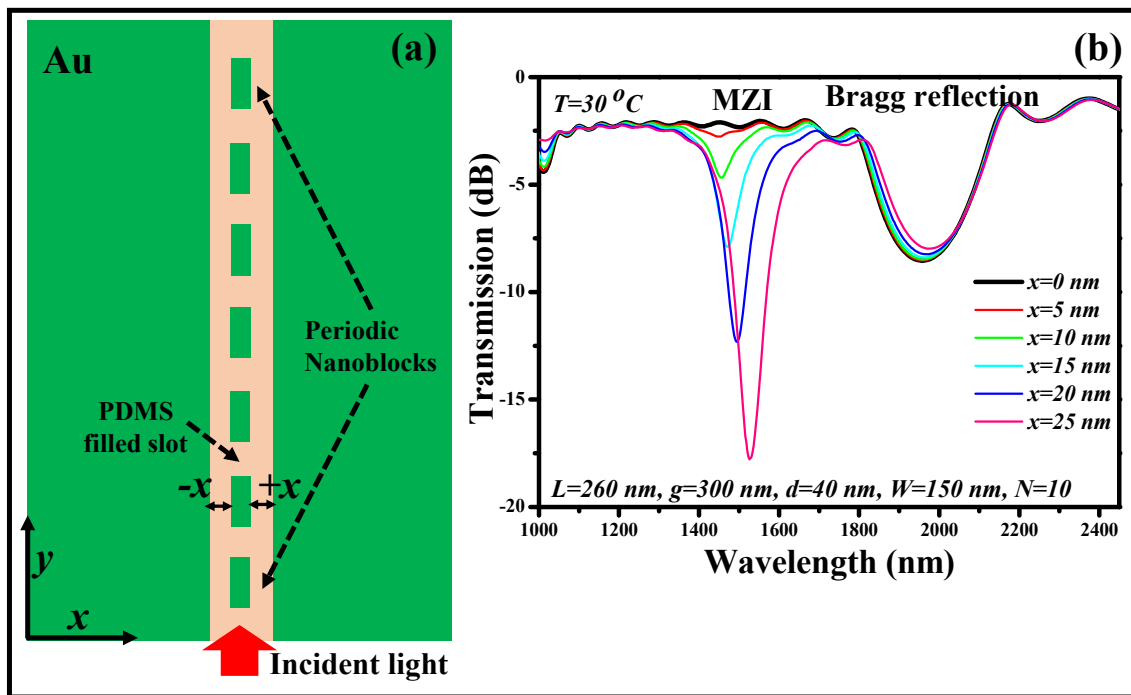 (a)
Au
Periodic
Nanoblocks
PDMS
filled slot
-x
+x
y
x
Incident light
(b)
T=30 °C
MZI
Bragg reflection
Transmission (dB)
0
-5
-10
-15
-20
x=0 nm
x=5 nm
x=10 nm
x=15 nm
x=20 nm
x=25 nm
L=260 nm, g=300 nm, d=40 nm, W=150 nm, N=10
1000 1200 1400 1600 1800 2000 2200 2400
Wavelength (nm)